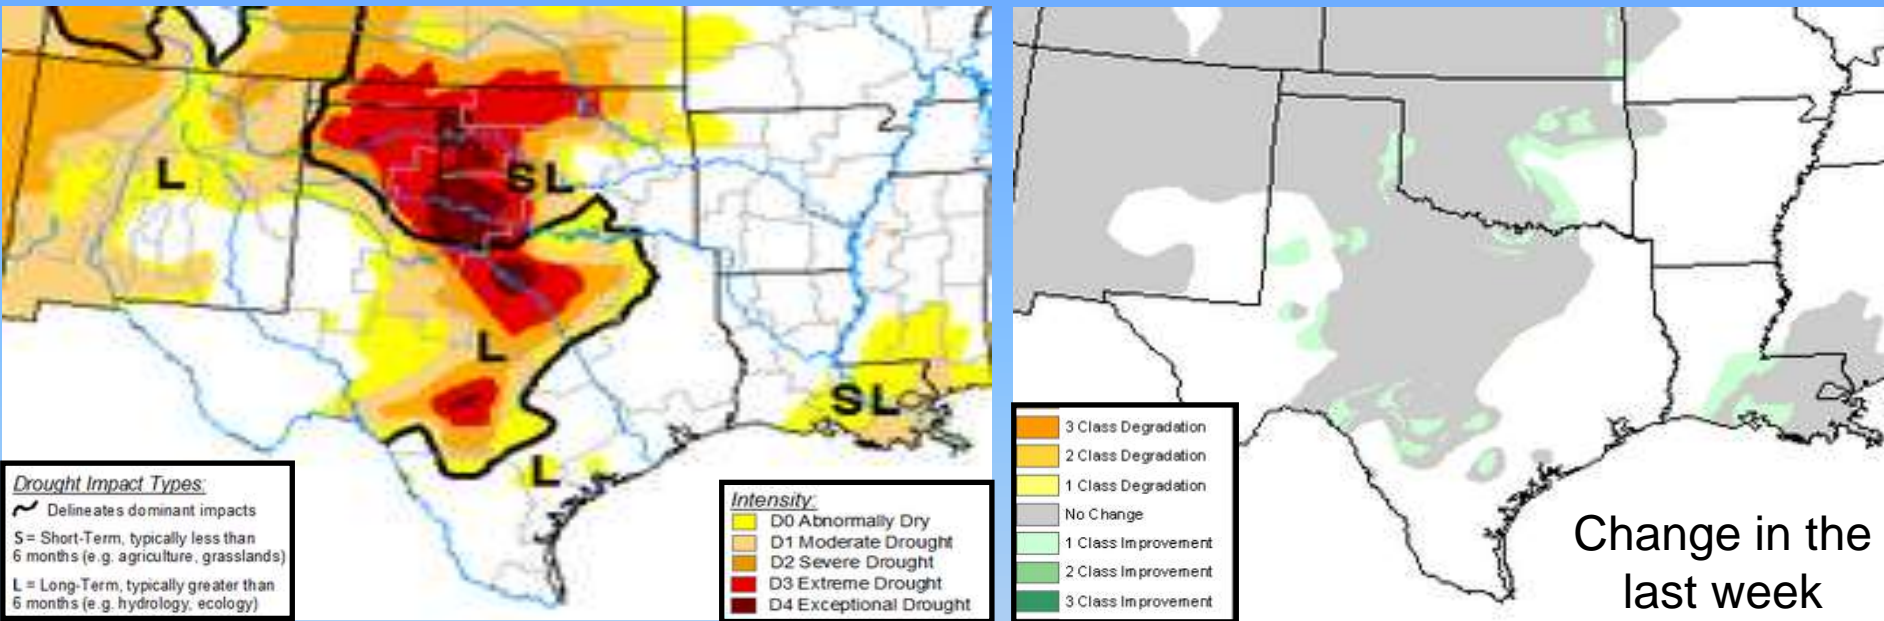 L
SL
L
SL
L
Drought Impact Types:
Delineates dominant impacts
S = Short-Term, typically less than
6 months (e.g. agriculture, grasslands)
L = Long-Term, typically greater than
6 months (e.g. hydrology, ecology)
Intensity:
D0 Abnormally Dry
D1 Moderate Drought
D2 Severe Drought
D3 Extreme Drought
D4 Exceptional Drought
3 Class Degradation
2 Class Degradation
1 Class Degradation
No Change
1 Class Improvement
2 Class Improvement
3 Class Improvement
Change in the
last week